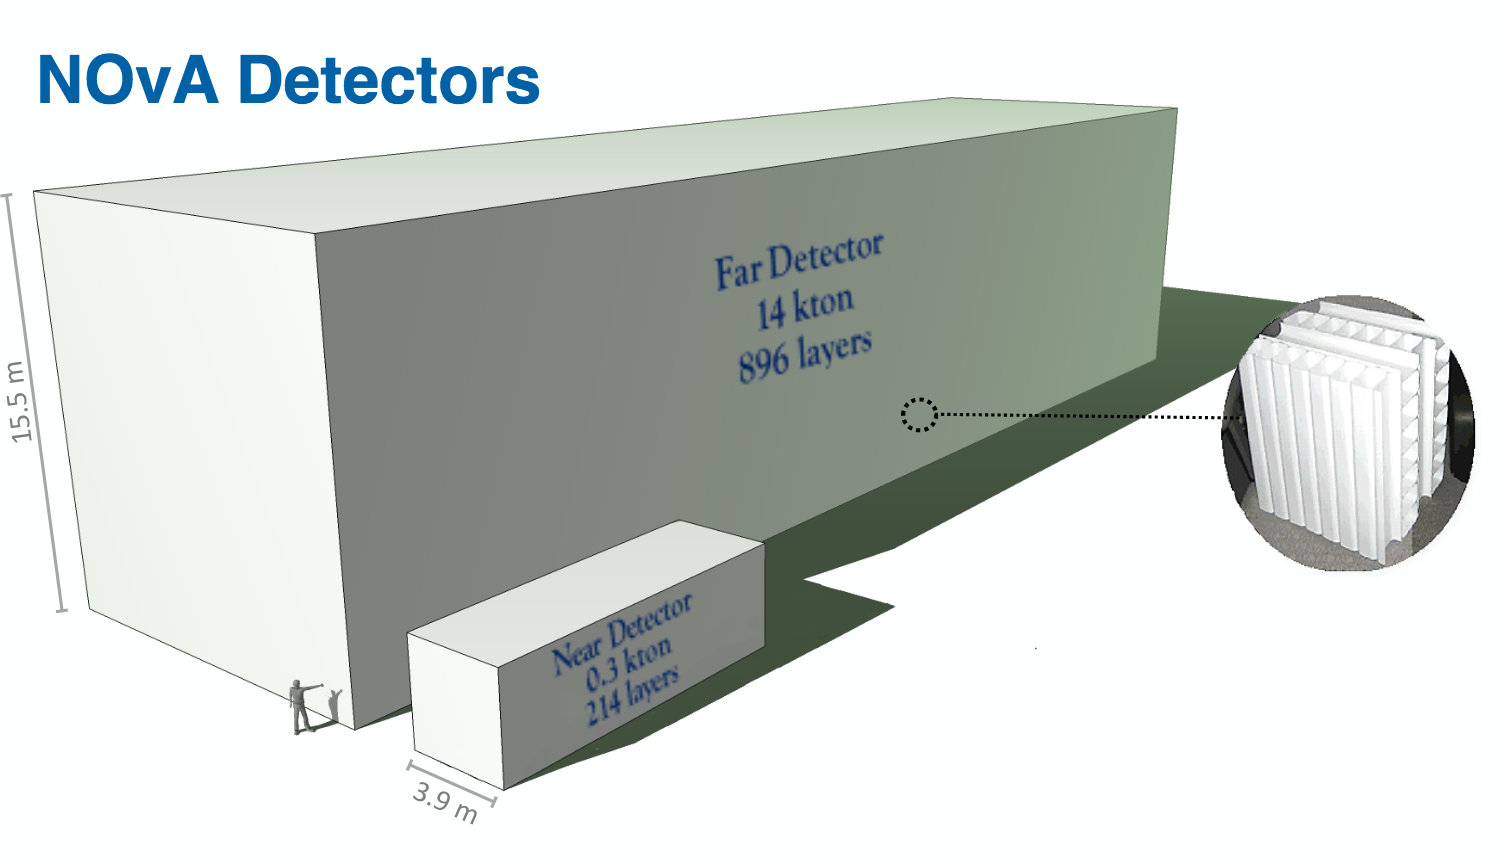 NOvA Detectors
Far Detector
14 kton
896 layers
15.5 m
Near Detector
0.3 kton
214 layers
3.9 m